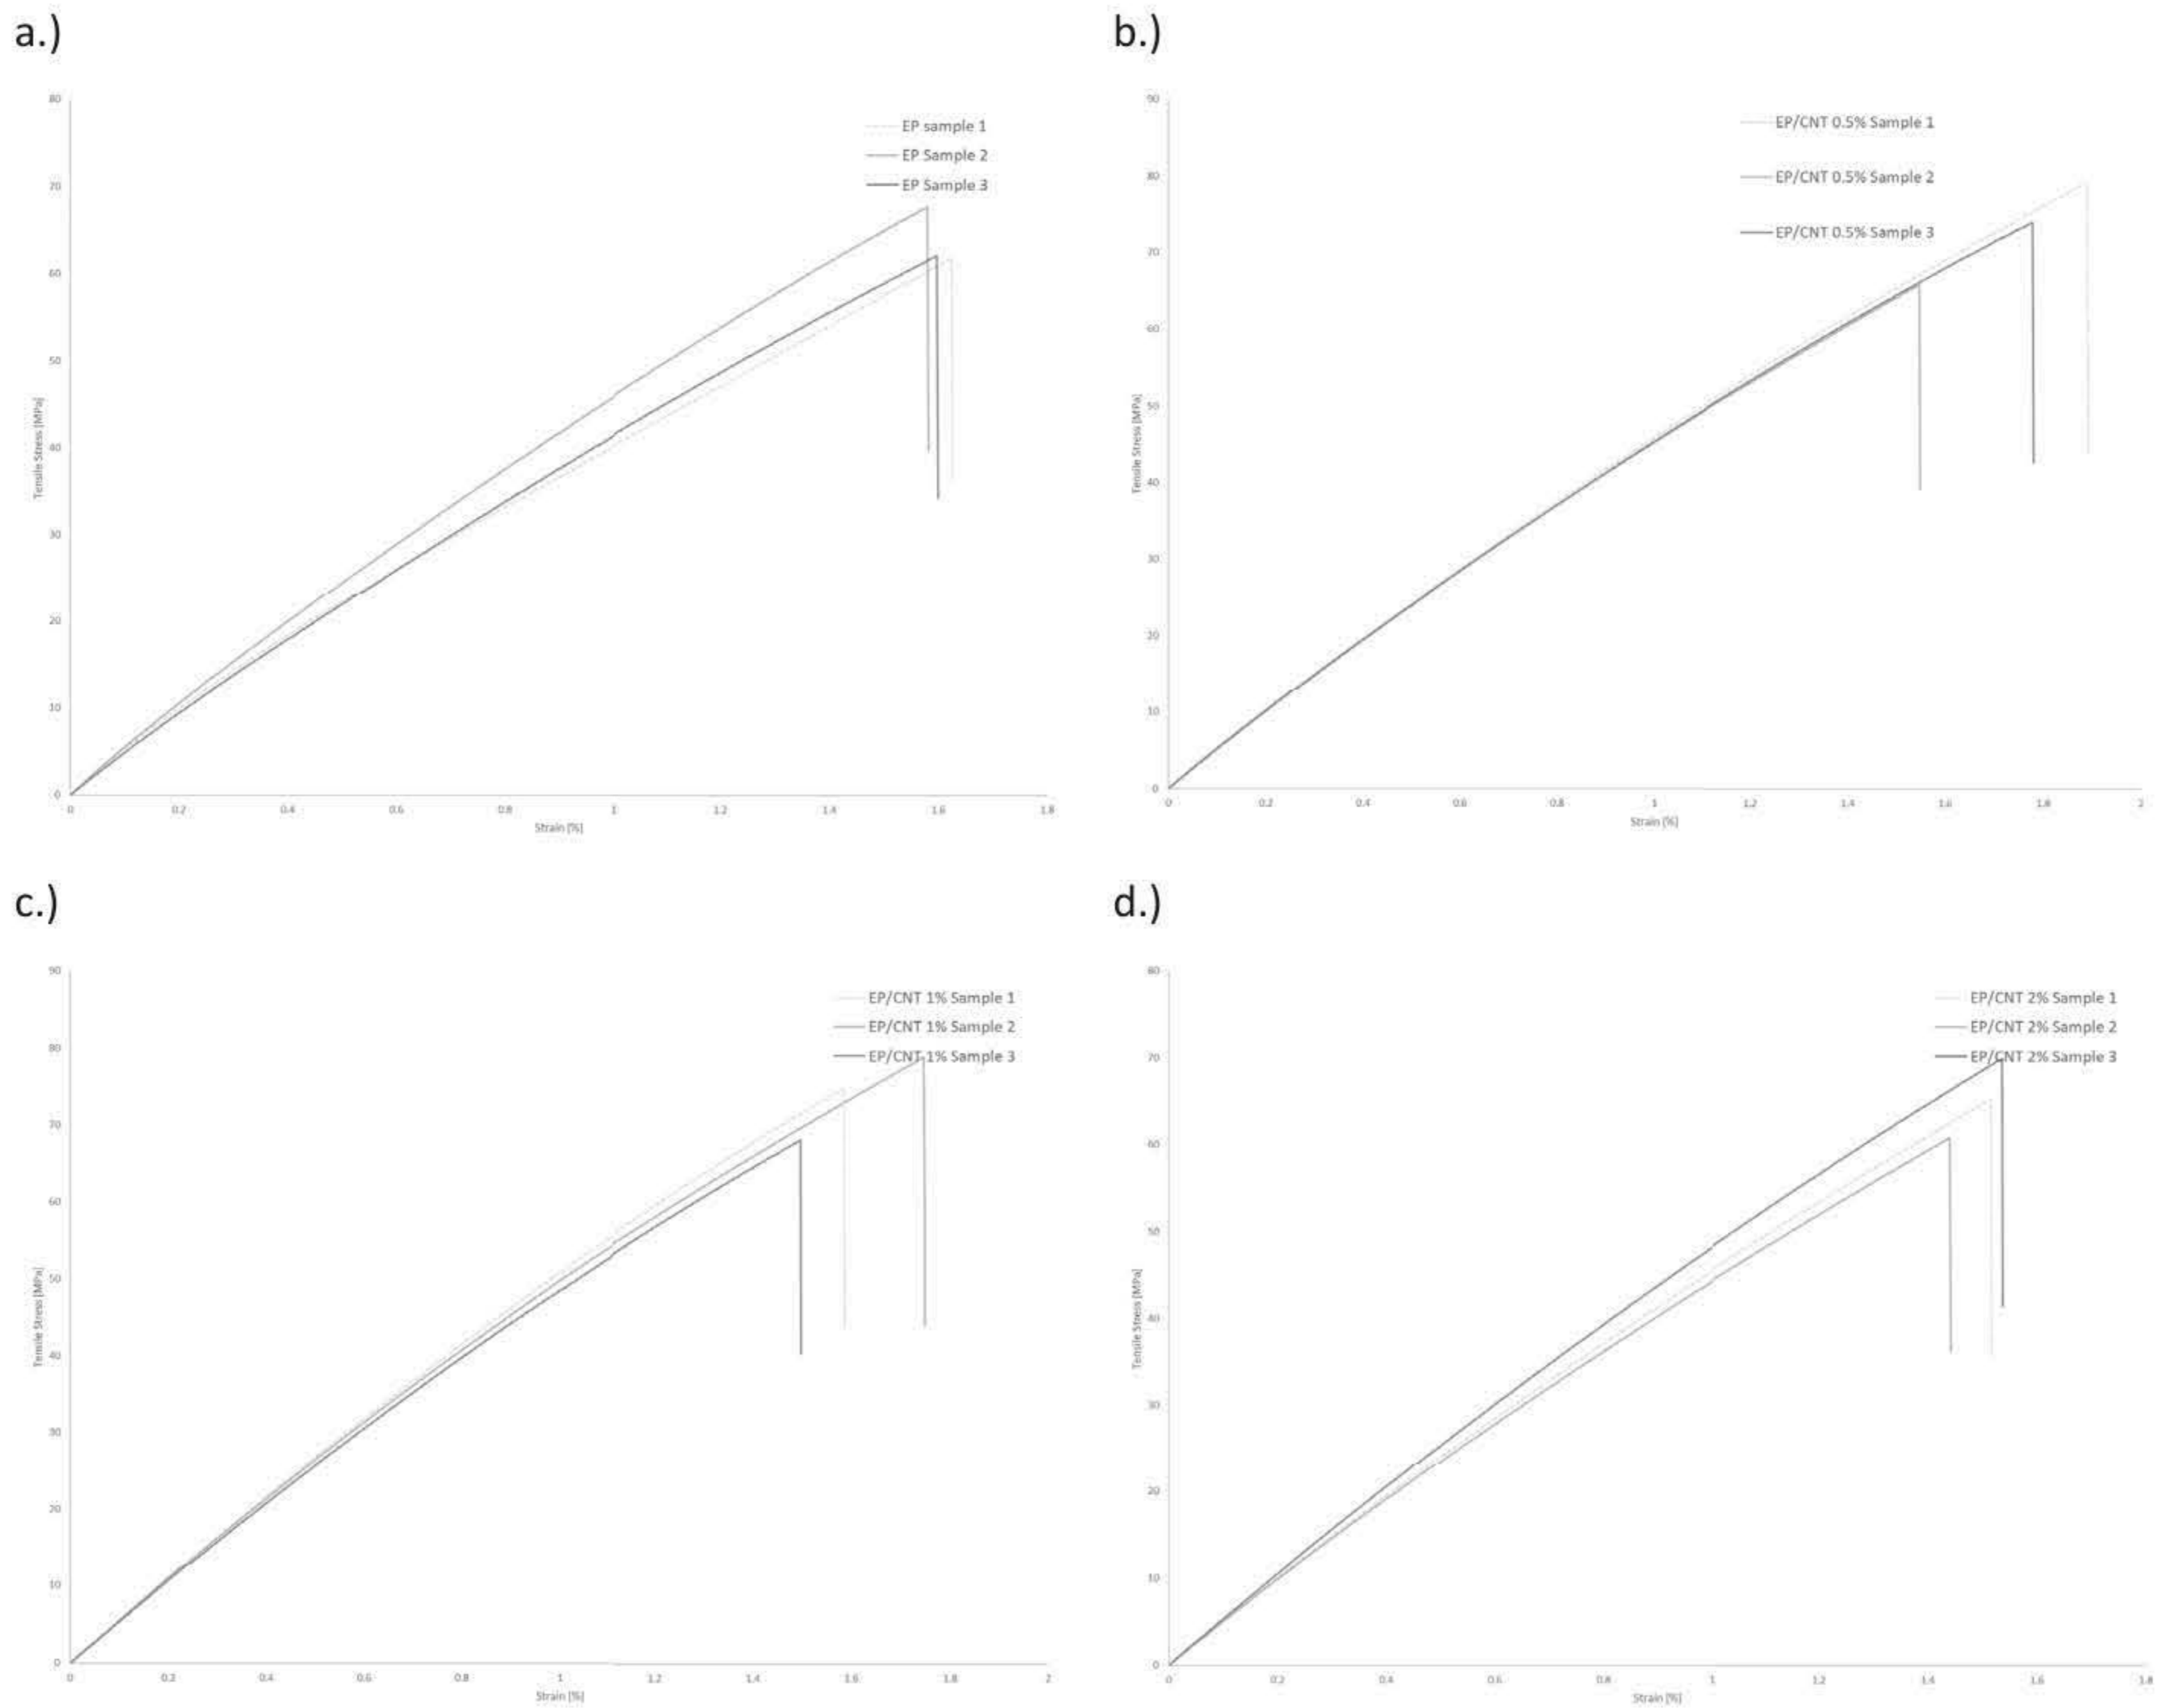 a.)
80
70
60
50
40
30
20
10
0
Tensile Stress [MPa]
EP sample 1
EP Sample 2
EP Sample 3
0 0.2 0.4 0.6 0.8 1 1.2 1.4 1.6 1.8
Strain [%]
b.)
90
80
70
60
50
40
30
20
10
0
Tensile Stress [MPa]
EP/CNT 0.5% Sample 1
EP/CNT 0.5% Sample 2
EP/CNT 0.5% Sample 3
0 0.2 0.4 0.6 0.8 1 1.2 1.4 1.6 1.8 2
Strain [%]
c.)
90
80
70
60
50
40
30
20
10
0
Tensile Stress [MPa]
EP/CNT 1% Sample 1
EP/CNT 1% Sample 2
EP/CNT 1% Sample 3
0 0.2 0.4 0.6 0.8 1 1.2 1.4 1.6 1.8 2
Strain [%]
d.)
80
70
60
50
40
30
20
10
0
Tensile Stress [MPa]
EP/CNT 2% Sample 1
EP/CNT 2% Sample 2
EP/CNT 2% Sample 3
0 0.2 0.4 0.6 0.8 1 1.2 1.4 1.6 1.8
Strain [%]